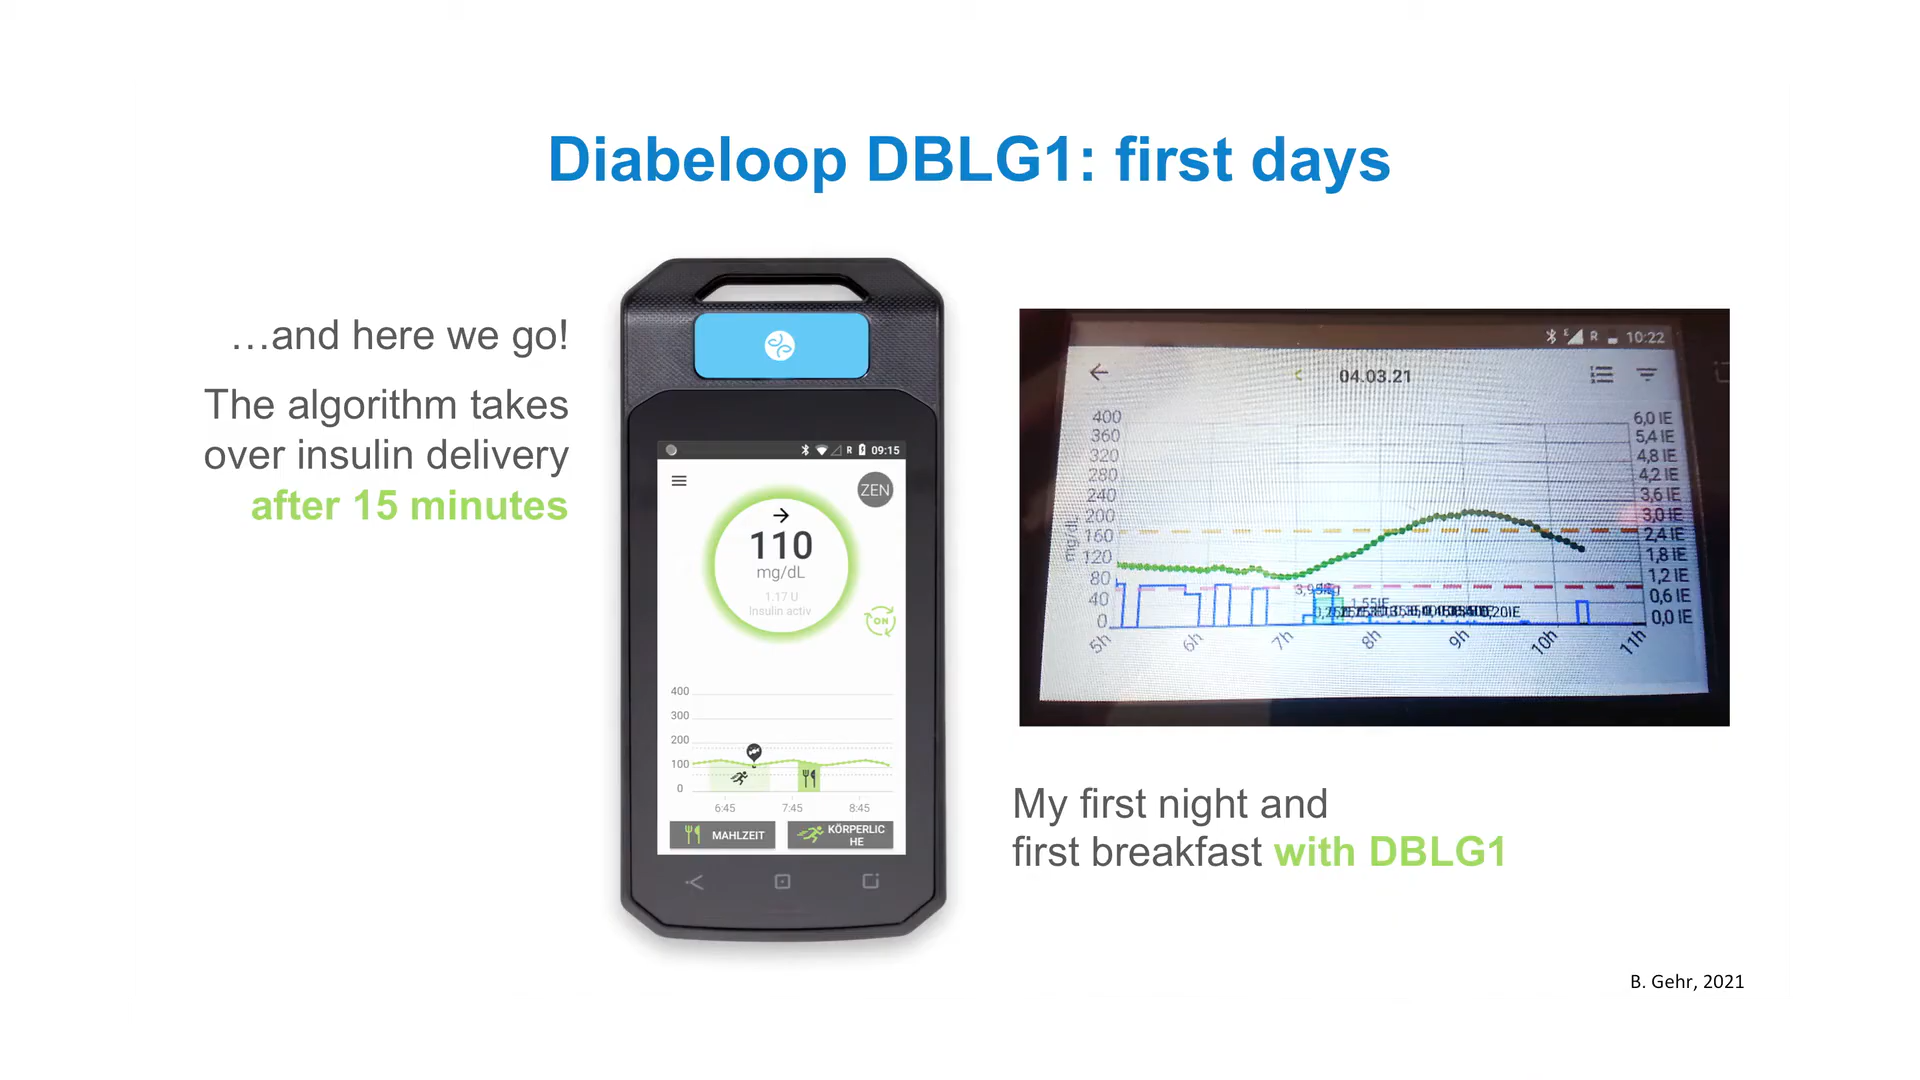 Diabeloop DBLG1: first days
…and here we go!
The algorithm takes
over insulin delivery
after 15 minutes
R 09:15
ZEN
110
mg/dL
1.17 U
Insulin activ
ON
400
300
200
100
0
6:45 7:45 8:45
MAHLZEIT
KÖRPERLIC
HE
E R 10:22
04.03.21
400
360
320
280
240
200
160
120
80
40
0
mg/dL
6,0 IE
5,4 IE
4,8 IE
4,2 IE
3,6 IE
3,0 IE
2,4 IE
1,8 IE
1,2 IE
0,6 IE
0,0 IE
1,55IE
5h 6h 7h 8h 9h 10h 11h
My first night and
first breakfast with DBLG1
B. Gehr, 2021